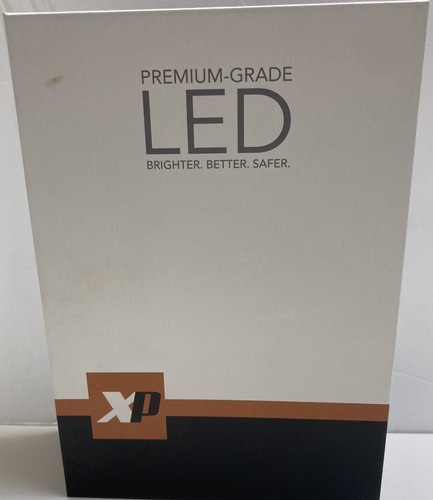 PREMIUM-GRADE
LED
BRIGHTER. BETTER. SAFER.
XP